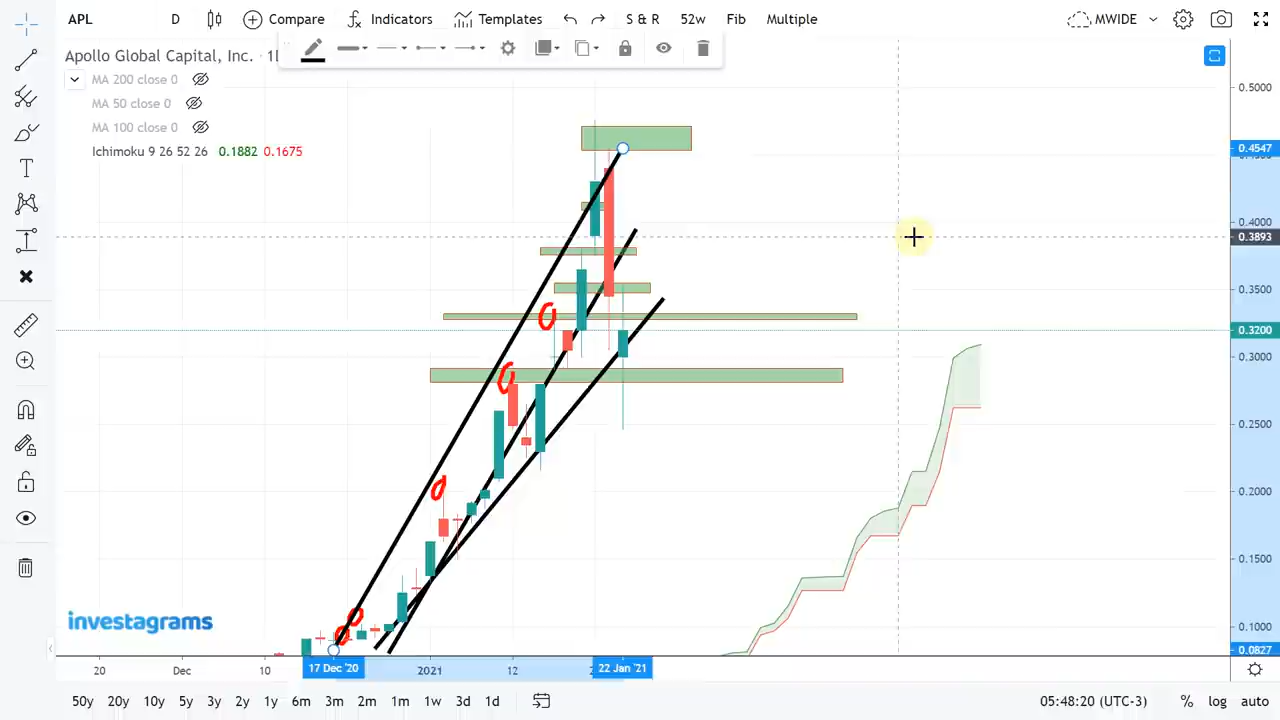 APL D Compare Indicators Templates S & R 52w Fib Multiple MWIDE
Apollo Global Capital, Inc.
MA 200 close 0
MA 50 close 0
MA 100 close 0
Ichimoku 9 26 52 26 0.1882 0.1675
0.5000
0.4547
0.4000
0.3893
0.3500
0.3200
0.3000
0.2500
0.2000
0.1500
0.1000
0.0827
investagrams
20 Dec 10 17 Dec '20 2021 12 22 Jan '21
50y 20y 10y 5y 3y 2y 1y 6m 3m 2m 1m 1w 3d 1d 05:48:20 (UTC-3) % log auto